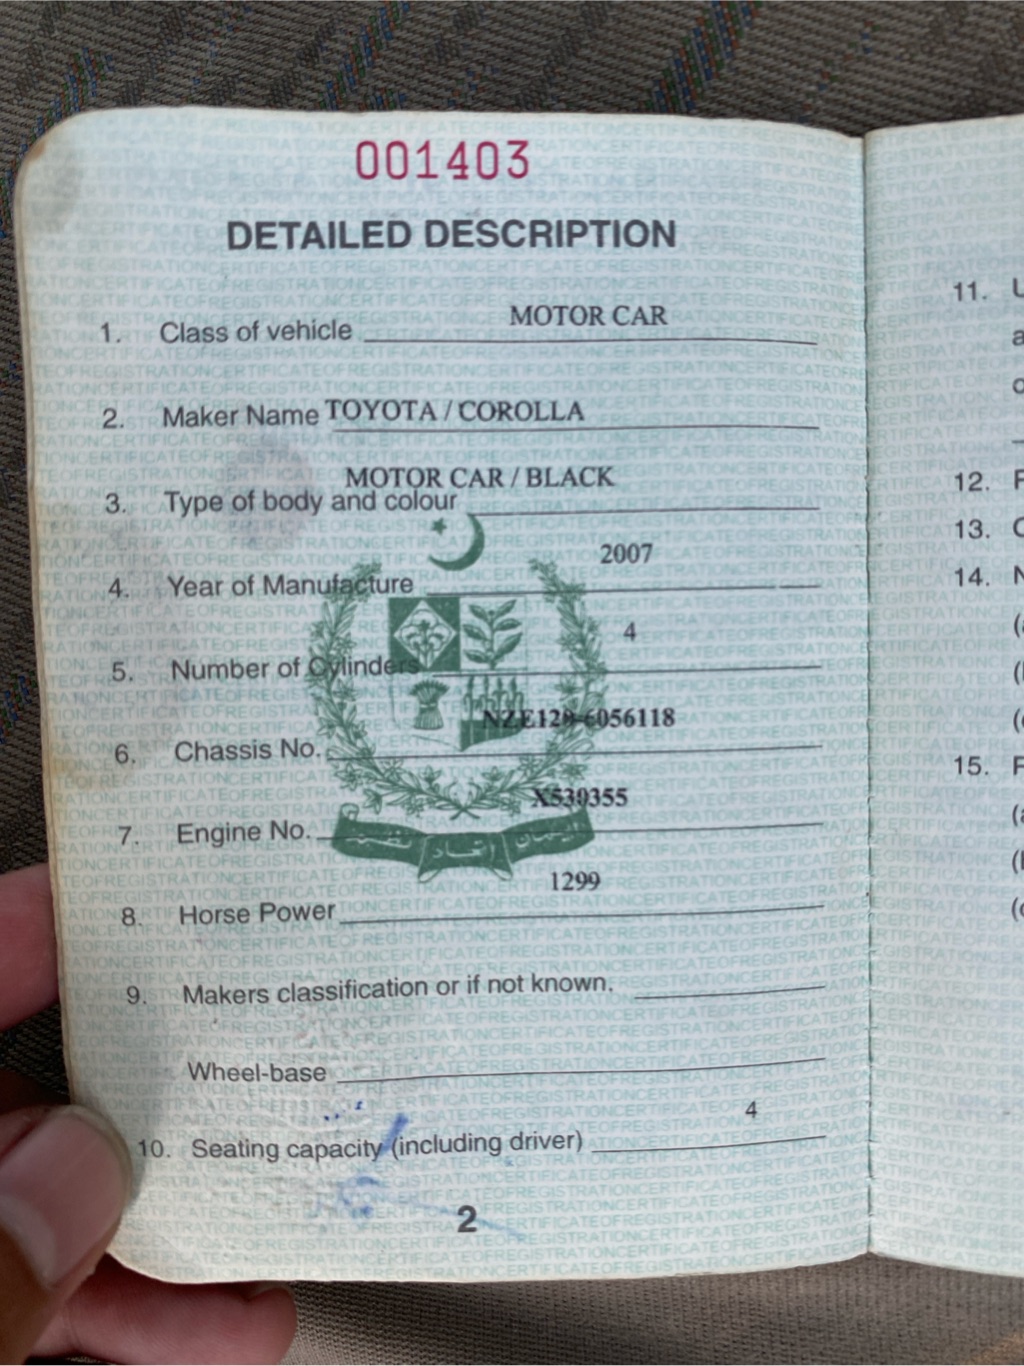 001403
DETAILED DESCRIPTION
1. Class of vehicle MOTOR CAR
2. Maker Name TOYOTA / COROLLA
3. Type of body and colour MOTOR CAR / BLACK
4. Year of Manufacture 2007
5. Number of Cylinders 4
6. Chassis No. NZE120-6056118
7. Engine No. X539355
8. Horse Power 1299
9. Makers classification or if not known.
Wheel-base
10. Seating capacity (including driver) 4
2
11.
12.
13.
14.
15.